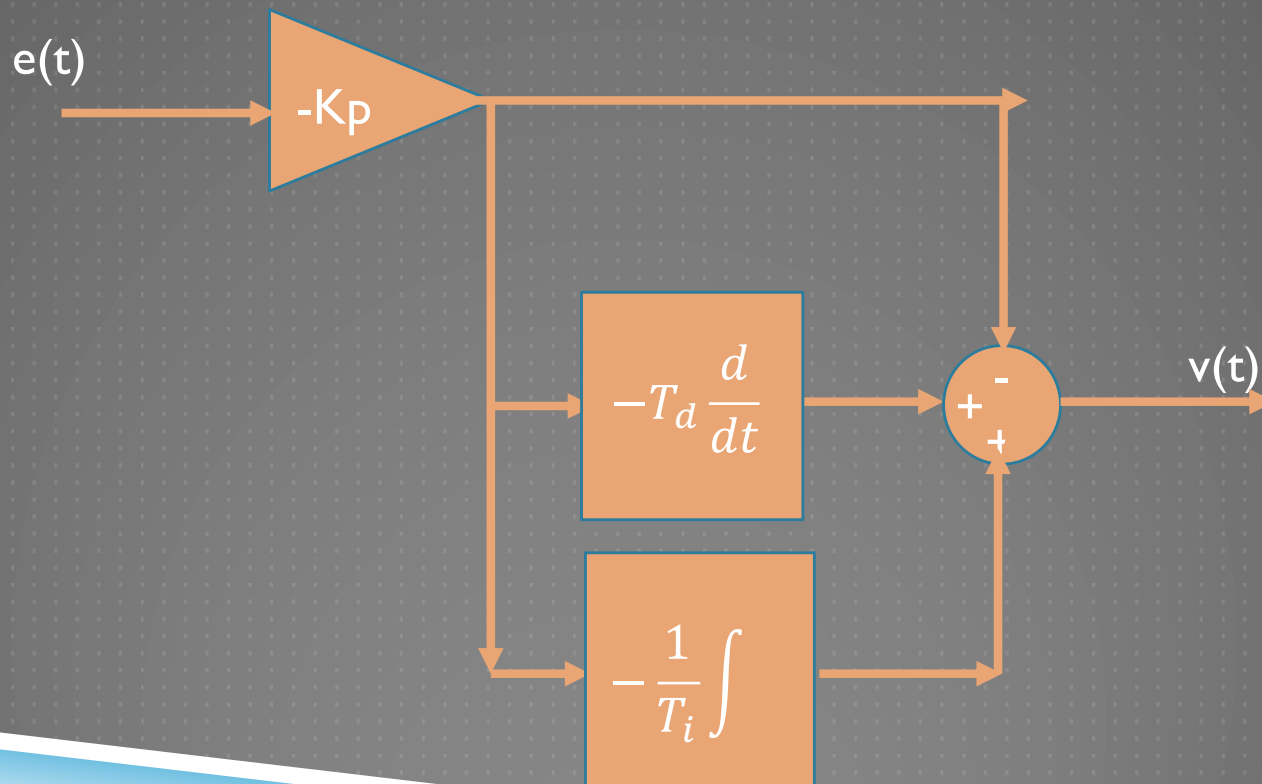 e(t)
-Kp
−T_d d/dt
-
+
+
v(t)
−1/T_i ∫